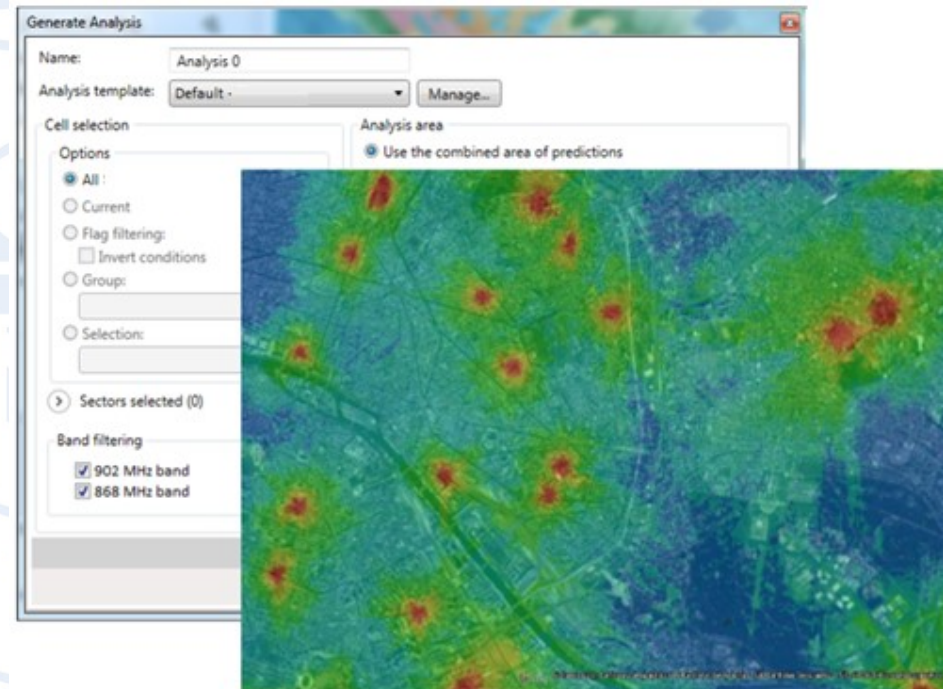 Generate Analysis
Name:
Analysis 0
Analysis template:
Default -
Manage...
Cell selection
Analysis area
Options
Use the combined area of predictions
All :
Current
Flag filtering:
Invert conditions
Group:
Selection:
Sectors selected (0)
Band filtering
902 MHz band
868 MHz band